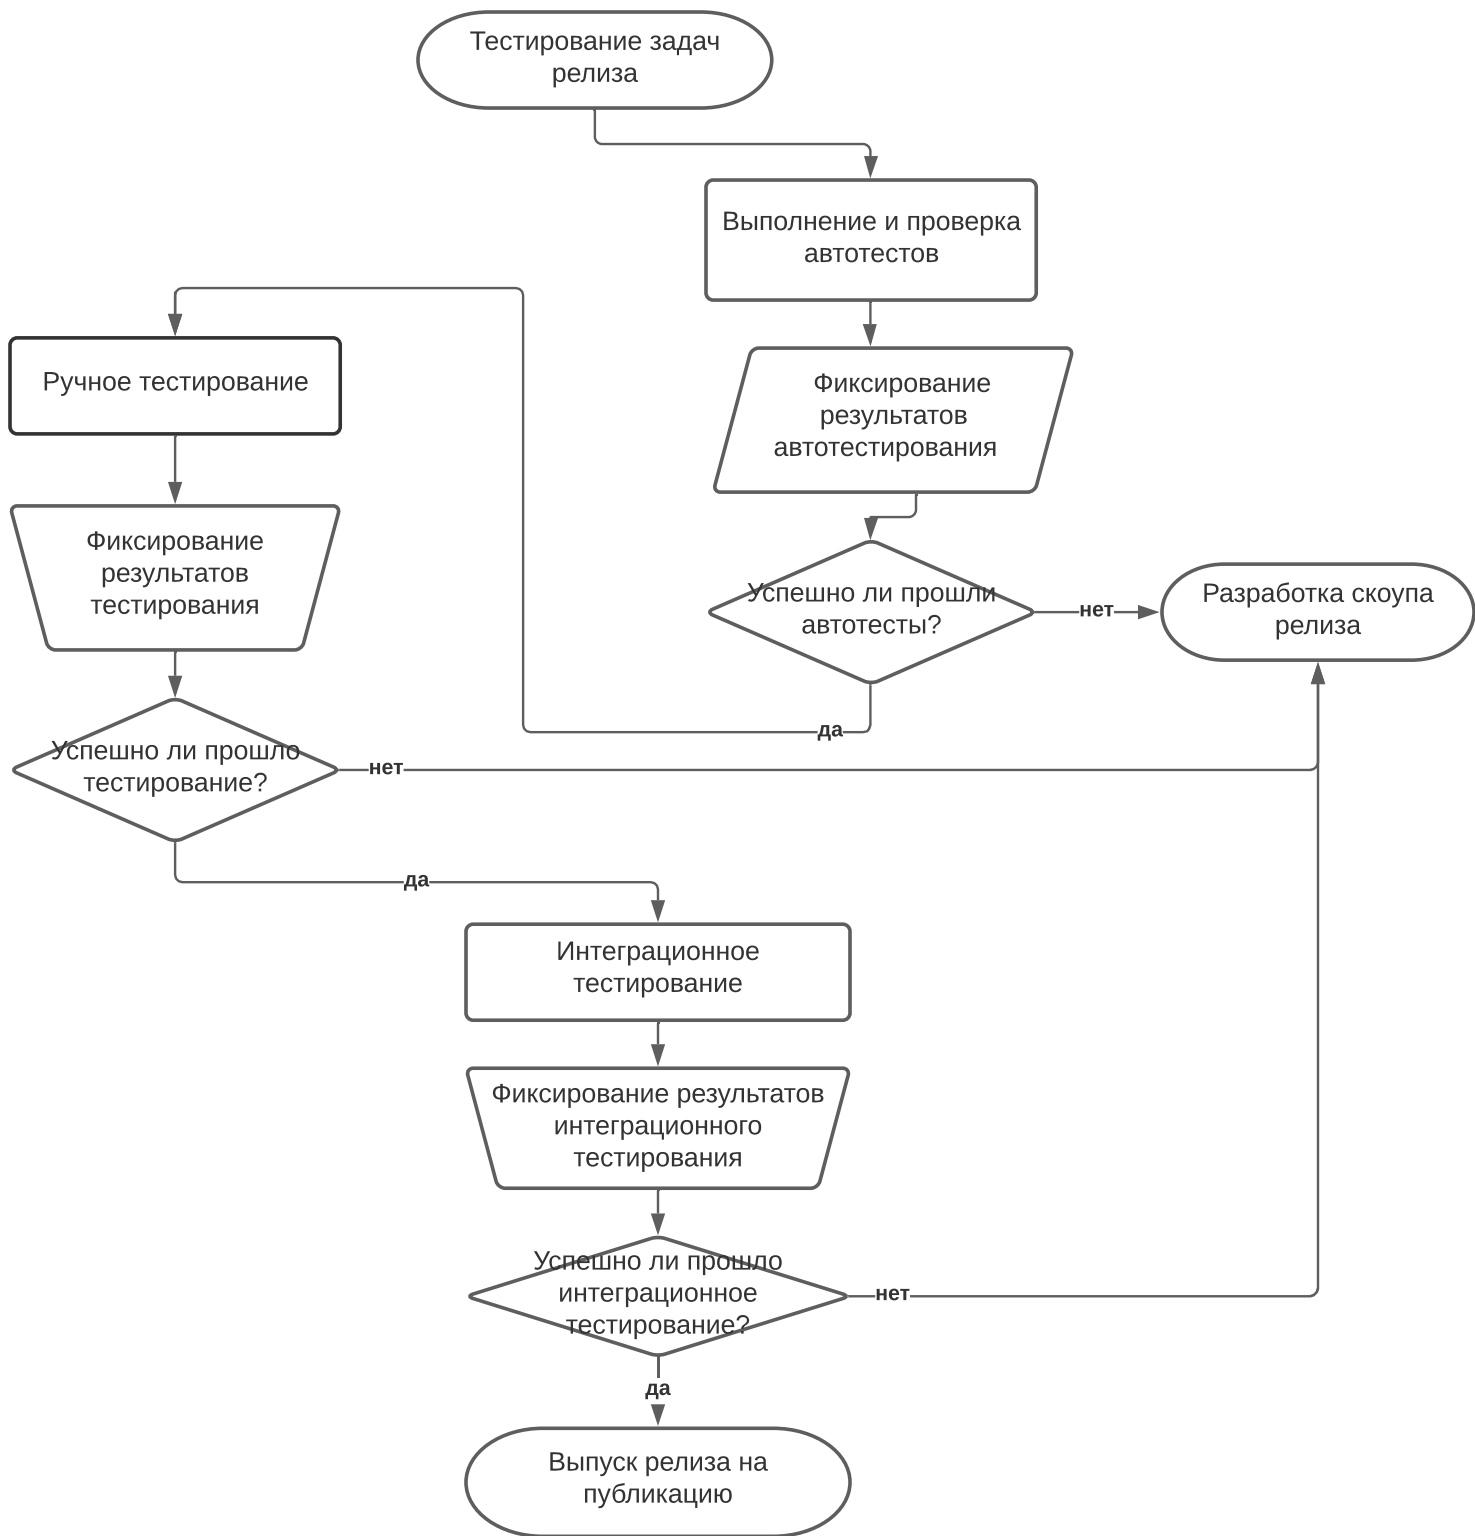 Тестирование задач
релиза
Выполнение и проверка
автотестов
Фиксирование
результатов
автотестирования
Успешно ли прошли
автотесты?
нет
Разработка скоупа
релиза
да
Ручное тестирование
Фиксирование
результатов
тестирования
Успешно ли прошло
тестирование?
нет
да
Интеграционное
тестирование
Фиксирование результатов
интеграционного
тестирования
Успешно ли прошло
интеграционное
тестирование?
нет
да
Выпуск релиза на
публикацию